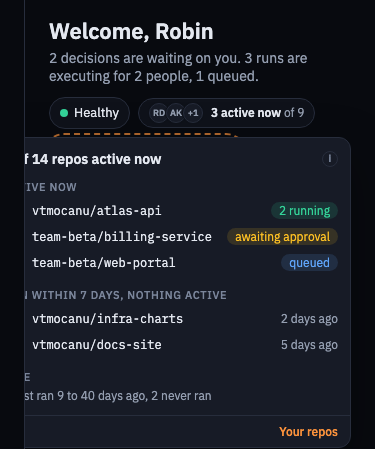 Welcome, Robin
2 decisions are waiting on you. 3 runs are
executing for 2 people, 1 queued.
Healthy
RD AK +1 3 active now of 9
f 14 repos active now i
IVE NOW
vtmocanu/atlas-api 2 running
team-beta/billing-service awaiting approval
team-beta/web-portal queued
N WITHIN 7 DAYS, NOTHING ACTIVE
vtmocanu/infra-charts 2 days ago
vtmocanu/docs-site 5 days ago
E
st ran 9 to 40 days ago, 2 never ran
Your repos